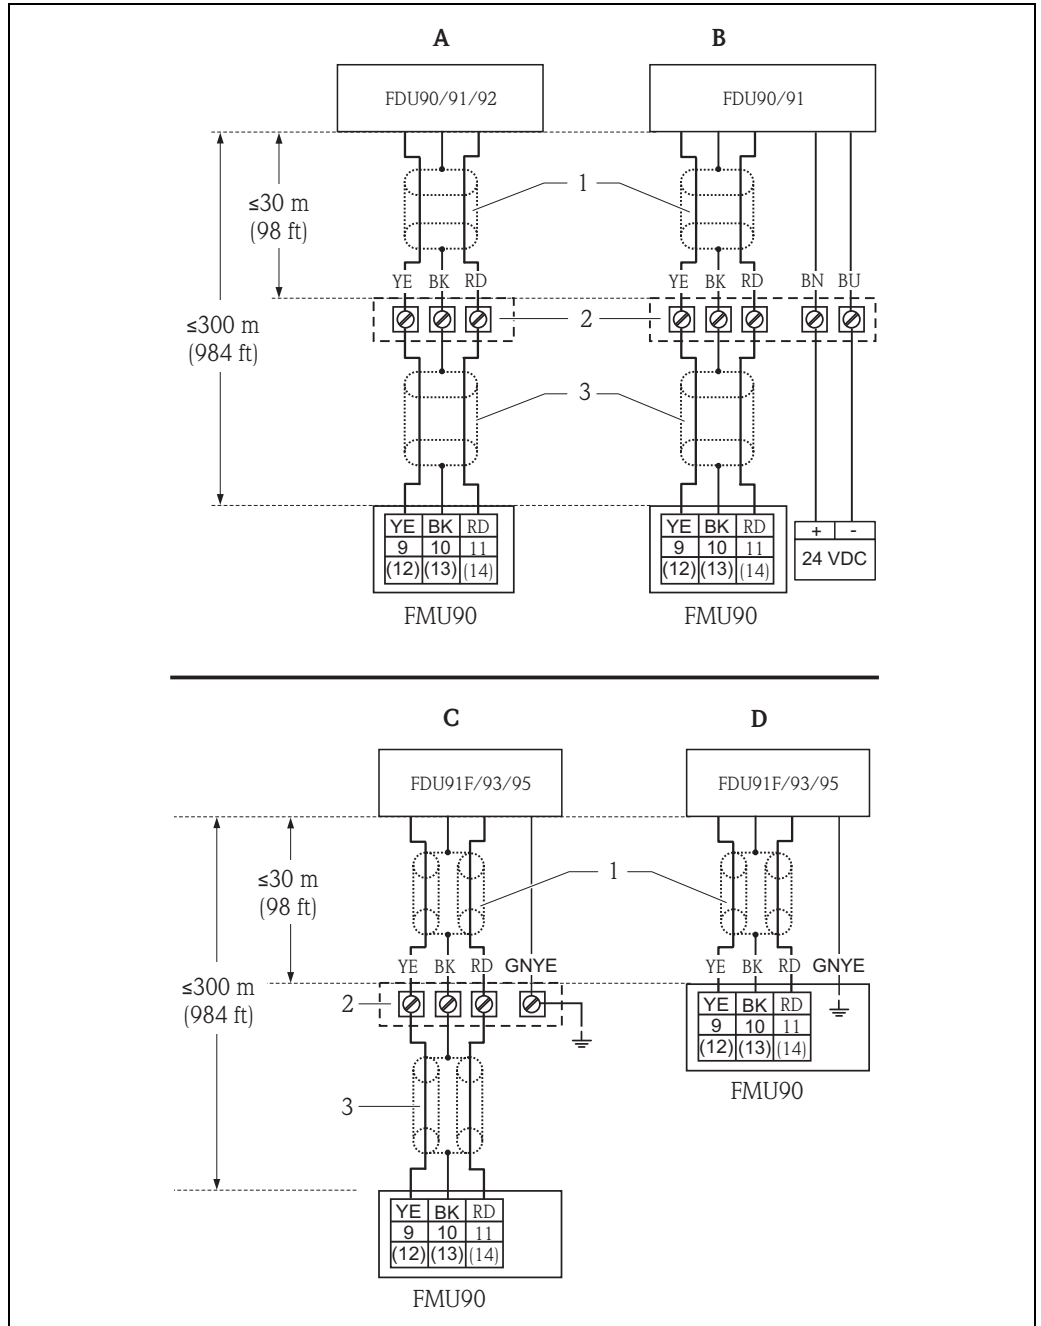 A B
FDU90/91/92 FDU90/91
1
≤30 m
(98 ft)
YE BK RD YE BK RD BN BU
2
≤300 m
(984 ft)
3
YE BK RD YE BK RD + -
9 10 11 9 10 11 24 VDC
(12) (13) (14) (12) (13) (14)
FMU90 FMU90
C D
FDU91F/93/95 FDU91F/93/95
1
≤30 m
(98 ft)
YE BK RD GNYE YE BK RD GNYE
≤300 m
(984 ft)
2
YE BK RD
9 10 11
(12) (13) (14)
FMU90
3
YE BK RD
9 10 11
(12) (13) (14)
FMU90